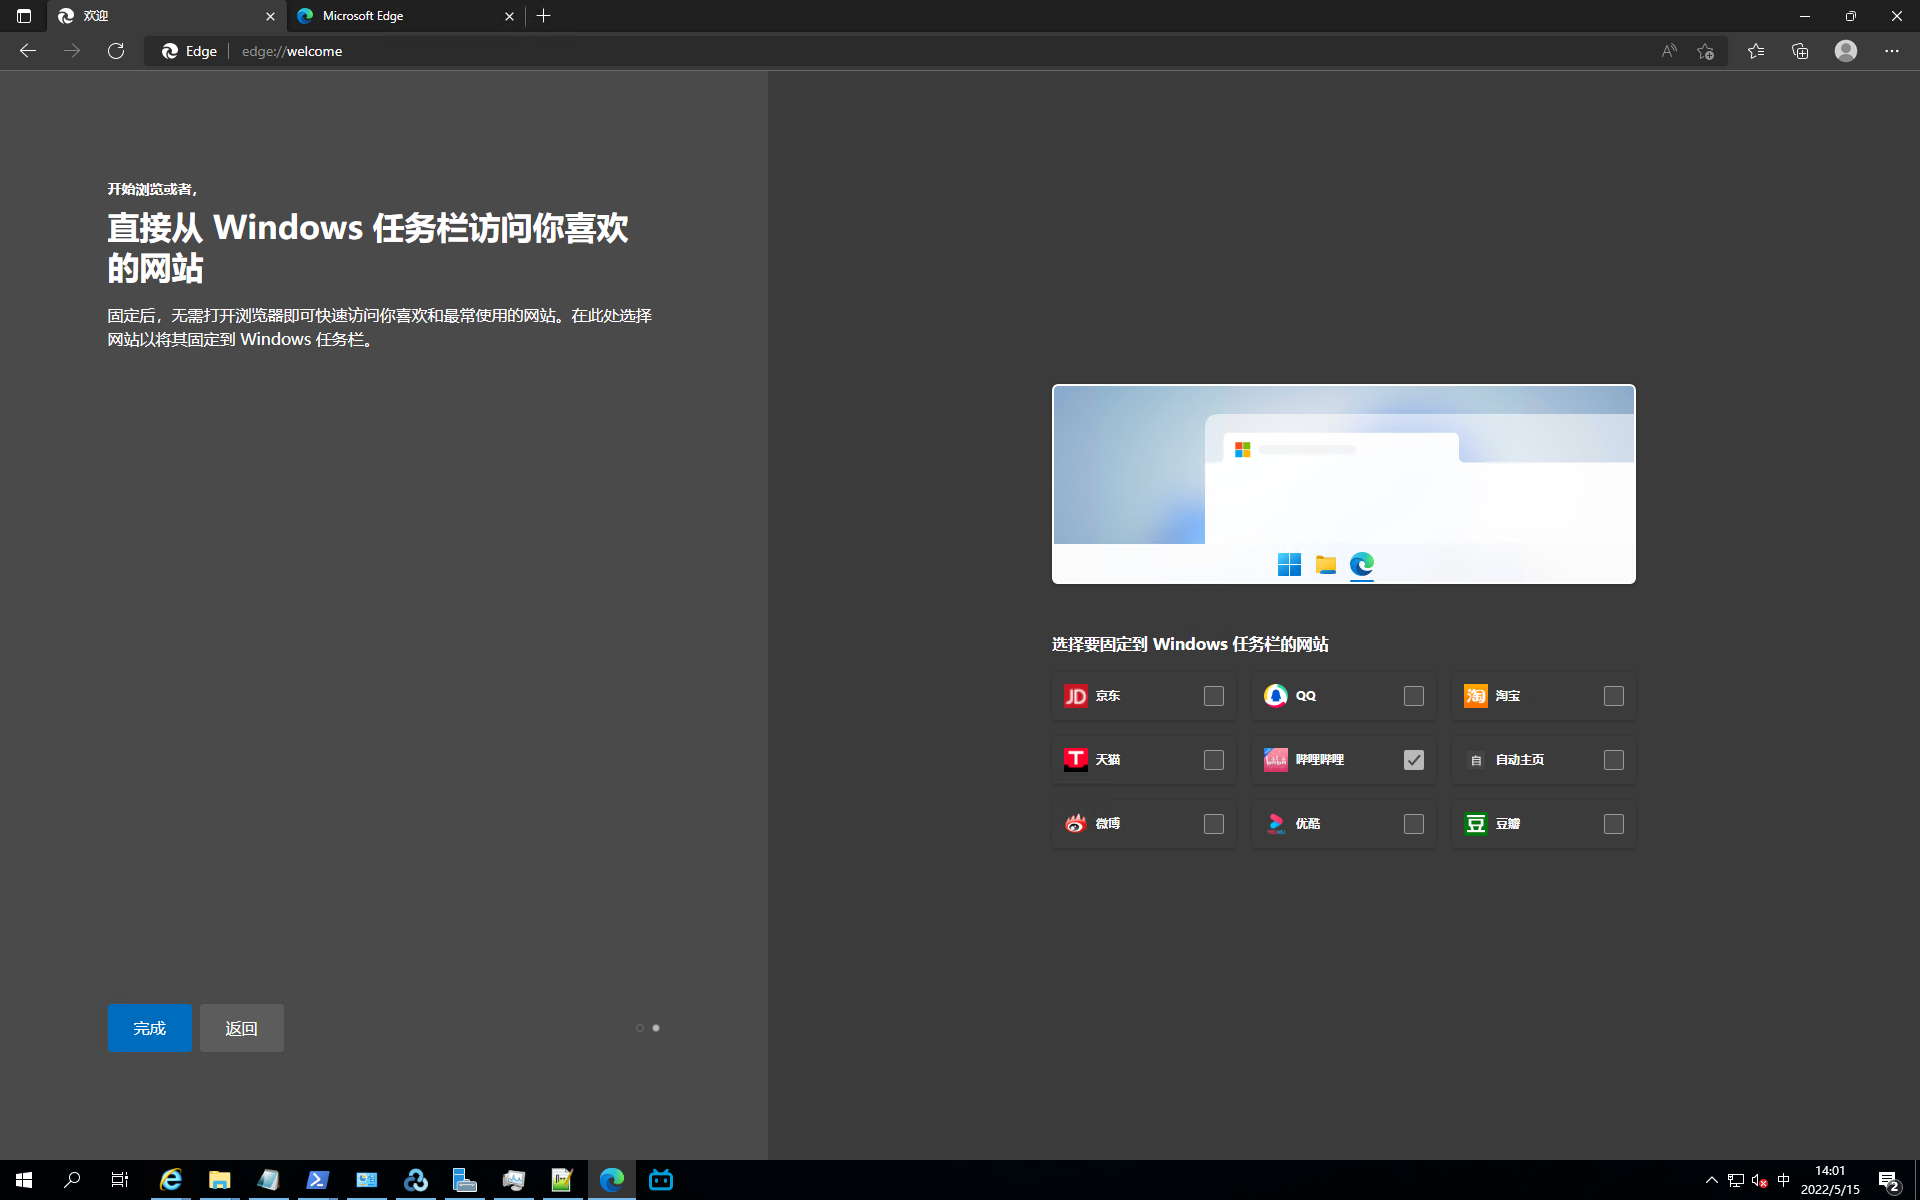 欢迎
Microsoft Edge
Edge
edge://welcome
开始浏览或者，
直接从 Windows 任务栏访问你喜欢
的网站
固定后，无需打开浏览器即可快速访问你喜欢和最常使用的网站。在此处选择
网站以将其固定到 Windows 任务栏。
选择要固定到 Windows 任务栏的网站
JD 京东
QQ
淘 淘宝
T 天猫
哔哩哔哩
自 自动主页
微博
优酷
豆 豆瓣
完成
返回
中
14:01
2022/5/15
2